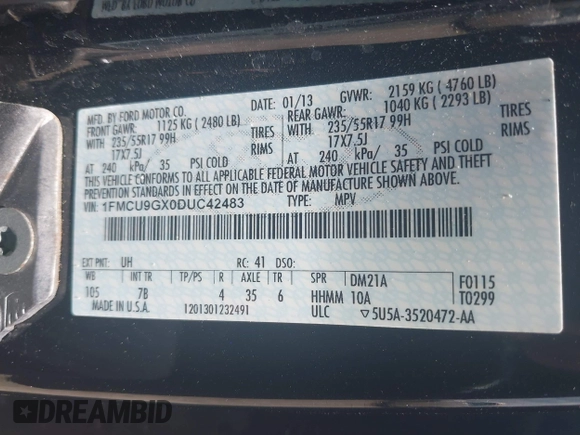 MFD. BY FORD MOTOR CO.
DATE: 01/13 GVWR: 2159 KG ( 4760 LB)
FRONT GAWR: 1125 KG ( 2480 LB)
REAR GAWR: 1040 KG ( 2293 LB)
WITH 235/55R17 99H TIRES
WITH 235/55R17 99H TIRES
17X7.5J RIMS
17X7.5J RIMS
AT 240 kPa/ 35 PSI COLD
AT 240 kPa/ 35 PSI COLD
THIS VEHICLE CONFORMS TO ALL APPLICABLE FEDERAL MOTOR VEHICLE SAFETY AND THEFT
PREVENTION STANDARDS IN EFFECT ON THE DATE OF MANUFACTURE SHOWN ABOVE.
VIN: 1FMCU9GX0DUC42483
TYPE: MPV
EXT PNT: UH RC: 41 DSO:
WB INT TR TP/PS R AXLE TR SPR DM21A F0115
105 7B 4 35 6 HHMM 10A T0299
MADE IN U.S.A. 1201301232491 ULC ▽5U5A-3520472-AA
DREAMBID